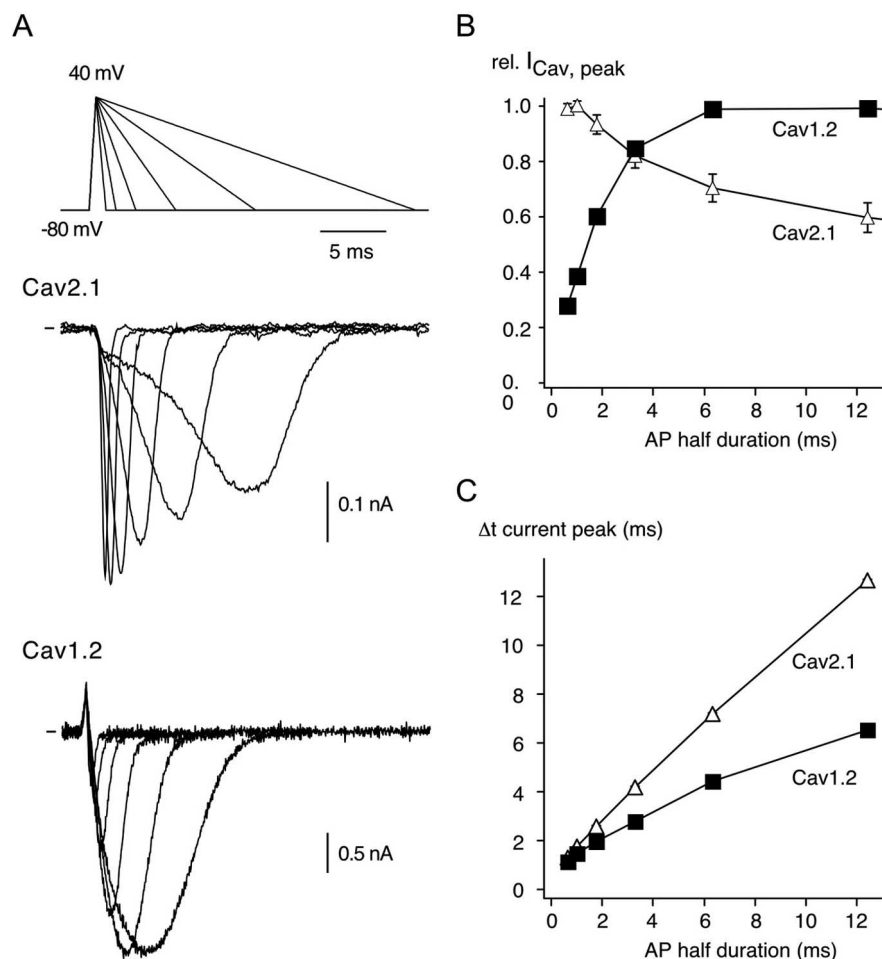 A
40 mV
-80 mV
5 ms
Cav2.1
0.1 nA
Cav1.2
0.5 nA
B
rel. I Cav, peak
1.0
0.8
0.6
0.4
0.2
0.
0
Cav1.2
Cav2.1
0 2 4 6 8 10 12
AP half duration (ms)
C
Δt current peak (ms)
12
10
8
6
4
2
0
Cav2.1
Cav1.2
0 2 4 6 8 10 12
AP half duration (ms)